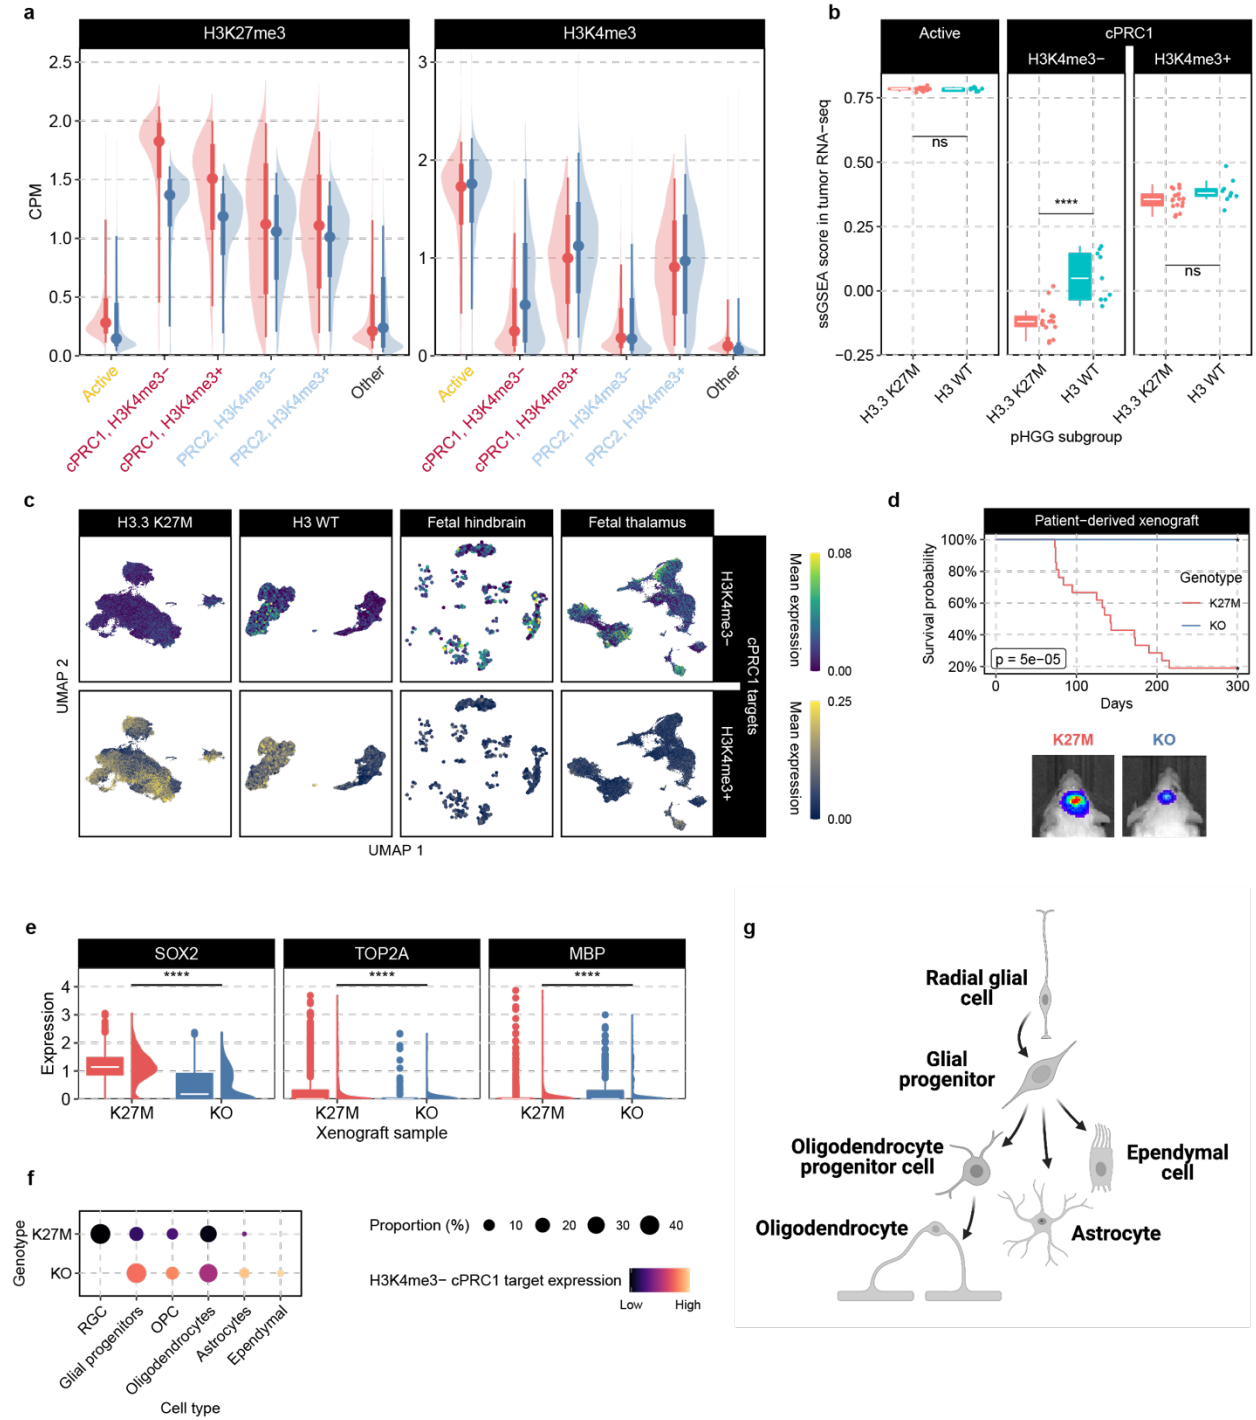 a
H3K27me3
H3K4me3
CPM
2.5
2.0
1.5
1.0
0.5
0.0
3
2
1
0
Active
cPRC1, H3K4me3−
cPRC1, H3K4me3+
PRC2, H3K4me3−
PRC2, H3K4me3+
Other
Active
cPRC1, H3K4me3−
cPRC1, H3K4me3+
PRC2, H3K4me3−
PRC2, H3K4me3+
Other
b
Active
cPRC1
H3K4me3−
H3K4me3+
ssGSEA score in tumor RNA−seq
0.75
0.50
0.25
0.00
−0.25
ns
****
ns
H3.3 K27M
H3 WT
H3.3 K27M
H3 WT
H3.3 K27M
H3 WT
pHGG subgroup
c
H3.3 K27M
H3 WT
Fetal hindbrain
Fetal thalamus
UMAP 2
UMAP 1
H3K4me3−
H3K4me3+
cPRC1 targets
Mean expression
0.08
0.00
Mean expression
0.25
0.00
d
Patient−derived xenograft
Survival probability
100%
80%
60%
40%
20%
Genotype
K27M
KO
p = 5e−05
0
100
200
300
Days
K27M
KO
e
SOX2
TOP2A
MBP
Expression
4
3
2
1
0
****
****
****
K27M
KO
K27M
KO
K27M
KO
Xenograft sample
f
Genotype
K27M
KO
RGC
Glial progenitors
OPC
Oligodendrocytes
Astrocytes
Ependymal
Cell type
Proportion (%)
10
20
30
40
H3K4me3− cPRC1 target expression
Low
High
g
Radial glial
cell
Glial
progenitor
Oligodendrocyte
progenitor cell
Ependymal
cell
Oligodendrocyte
Astrocyte